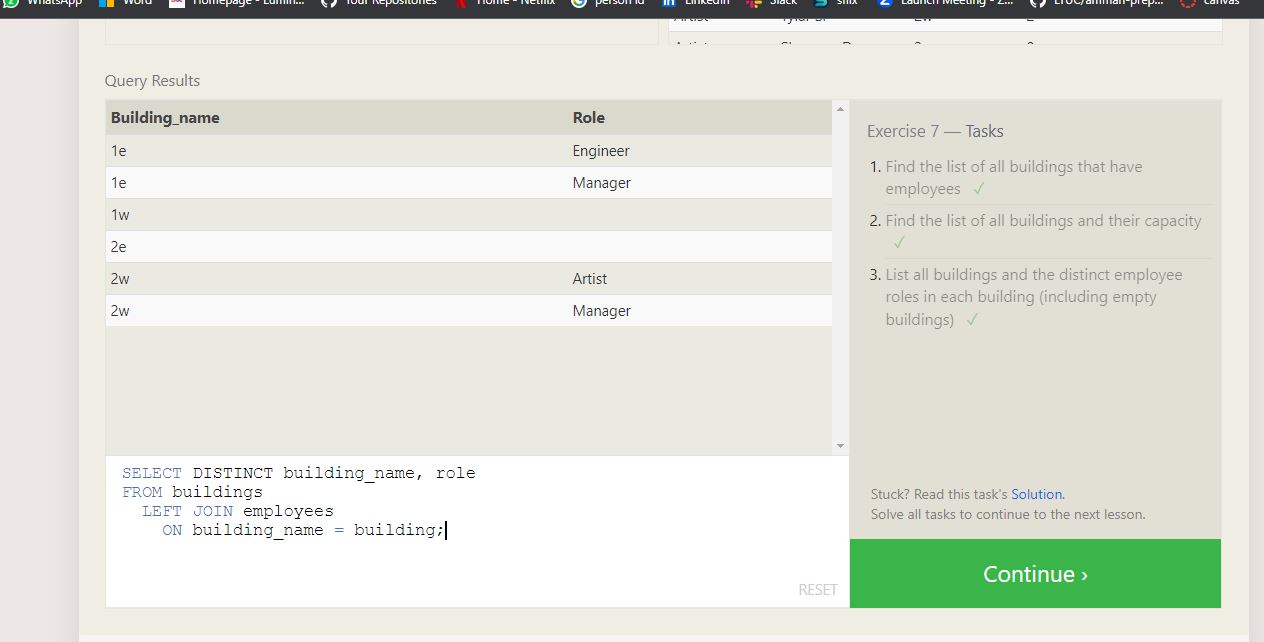 WhatsApp Word Homepage - Lumin... Your Repositories Home - Netflix LinkedIn Slack Launch Meeting - Z... LTUC/amman-prep... canvas
Query Results
Building_name Role
1e Engineer
1e Manager
1w
2e
2w Artist
2w Manager
Exercise 7 — Tasks
1. Find the list of all buildings that have
employees ✓
2. Find the list of all buildings and their capacity
✓
3. List all buildings and the distinct employee
roles in each building (including empty
buildings) ✓
SELECT DISTINCT building_name, role
FROM buildings
LEFT JOIN employees
ON building_name = building;
RESET
Stuck? Read this task's Solution.
Solve all tasks to continue to the next lesson.
Continue ›